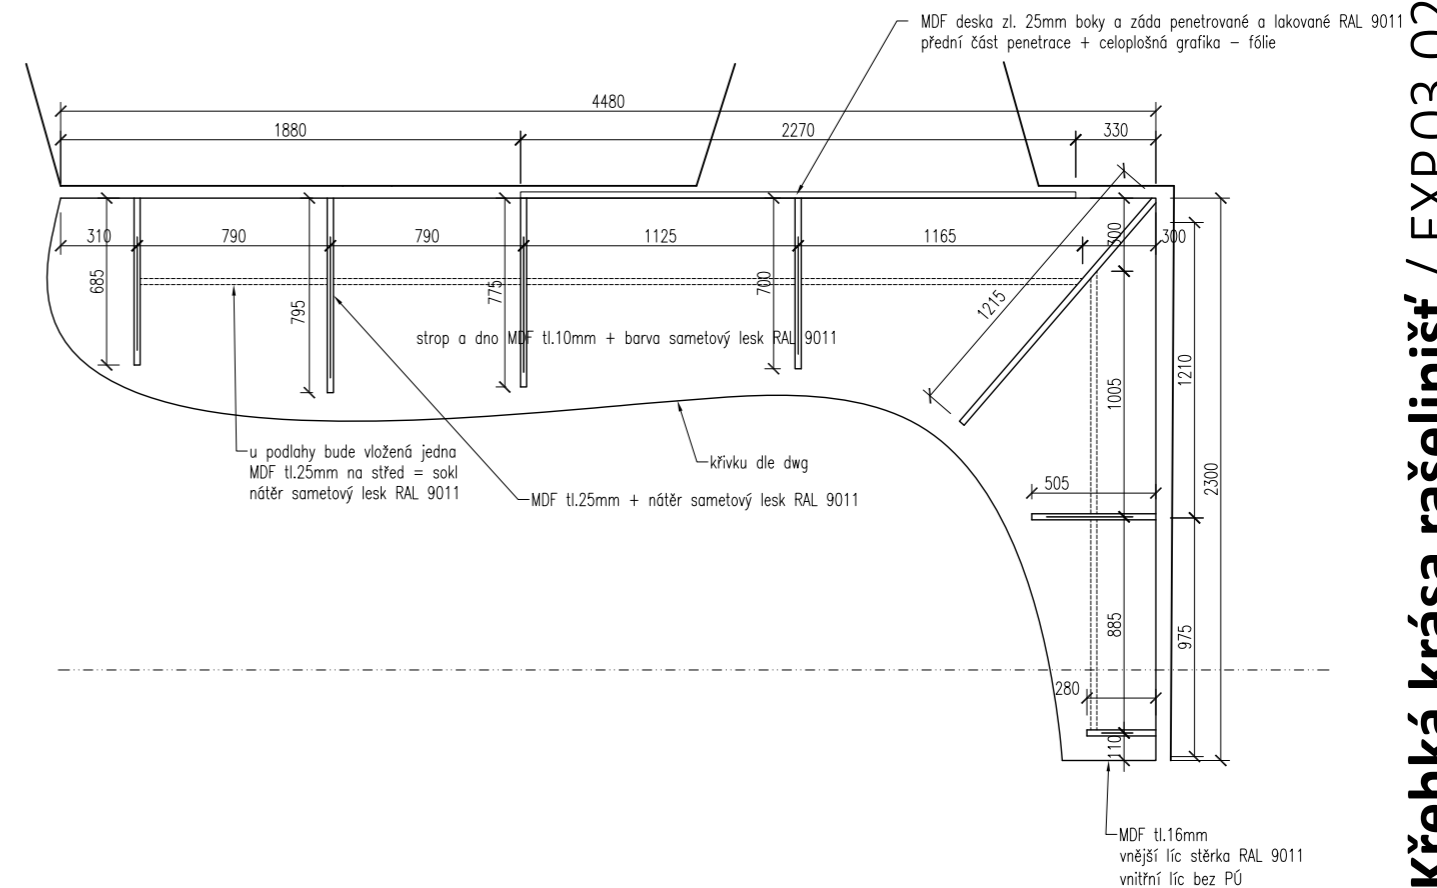 MDF deska zl. 25mm boky a záda penetrované a lakované RAL 9011
přední část penetrace + celoplošná grafika – fólie
4480
1880
2270
330
310
790
790
1125
1165
300
300
685
795
775
700
1215
strop a dno MDF tl.10mm + barva sametový lesk RAL 9011
1005
1210
u podlahy bude vložená jedna
MDF tl.25mm na střed = sokl
nátěr sametový lesk RAL 9011
křivku dle dwg
MDF tl.25mm + nátěr sametový lesk RAL 9011
505
2300
885
975
280
110
MDF tl.16mm
vnější líc stěrka RAL 9011
vnitřní líc bez PÚ
Křehká krása rašelinišť / EXP.03.02